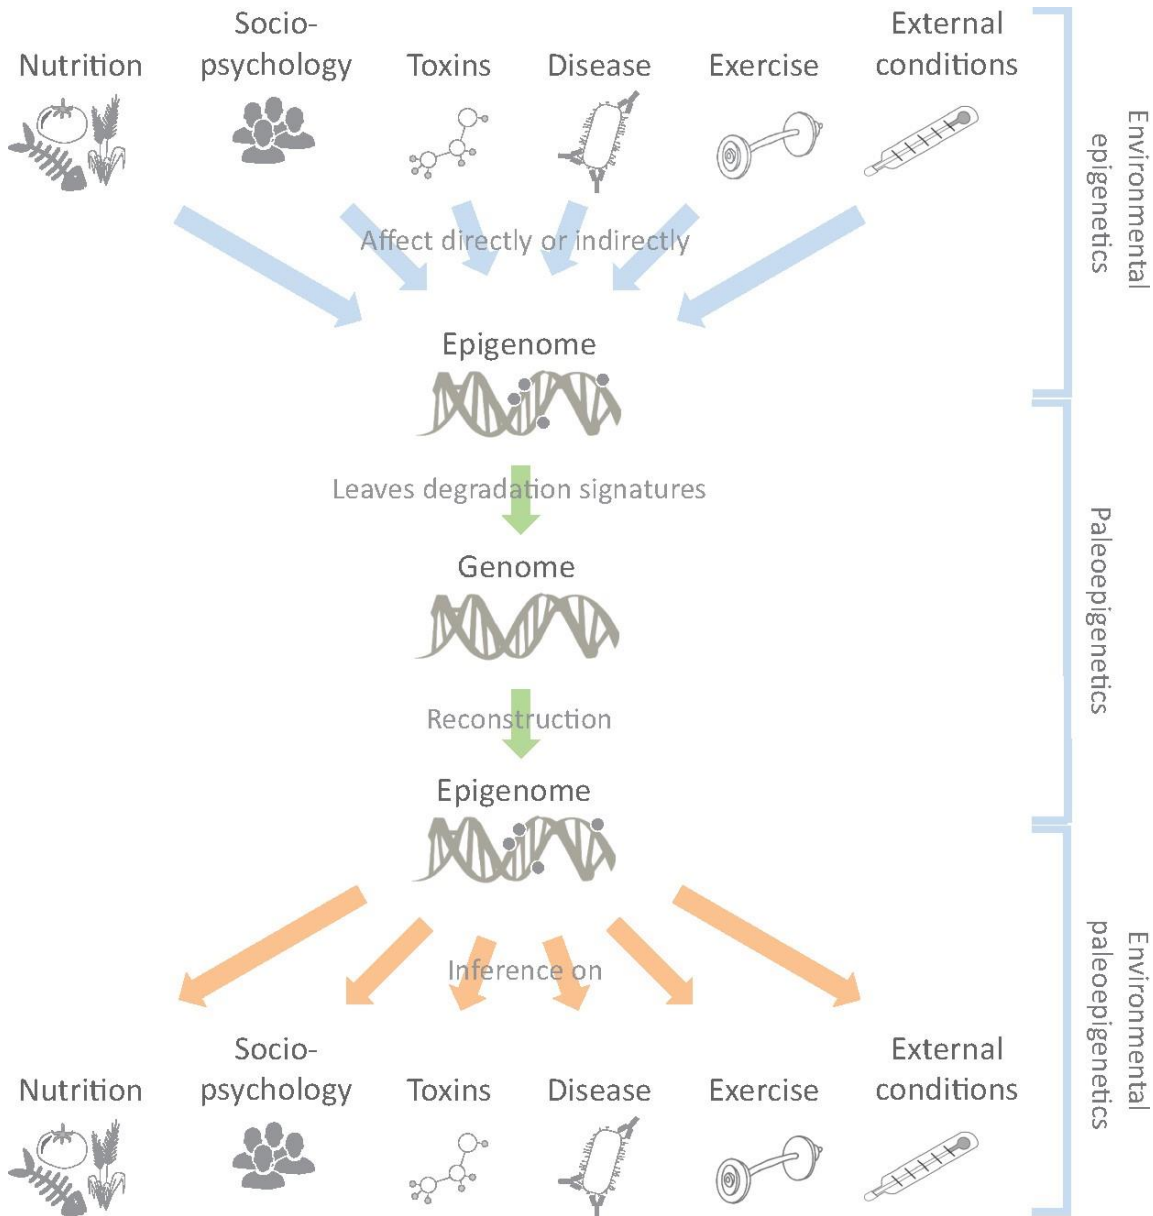 Nutrition
Socio-
psychology
Toxins
Disease
Exercise
External
conditions
Environmental
epigenetics
Affect directly or indirectly
Epigenome
Leaves degradation signatures
Genome
Paleoepigenetics
Reconstruction
Epigenome
Inference on
Environmental
paleoepigenetics
Nutrition
Socio-
psychology
Toxins
Disease
Exercise
External
conditions